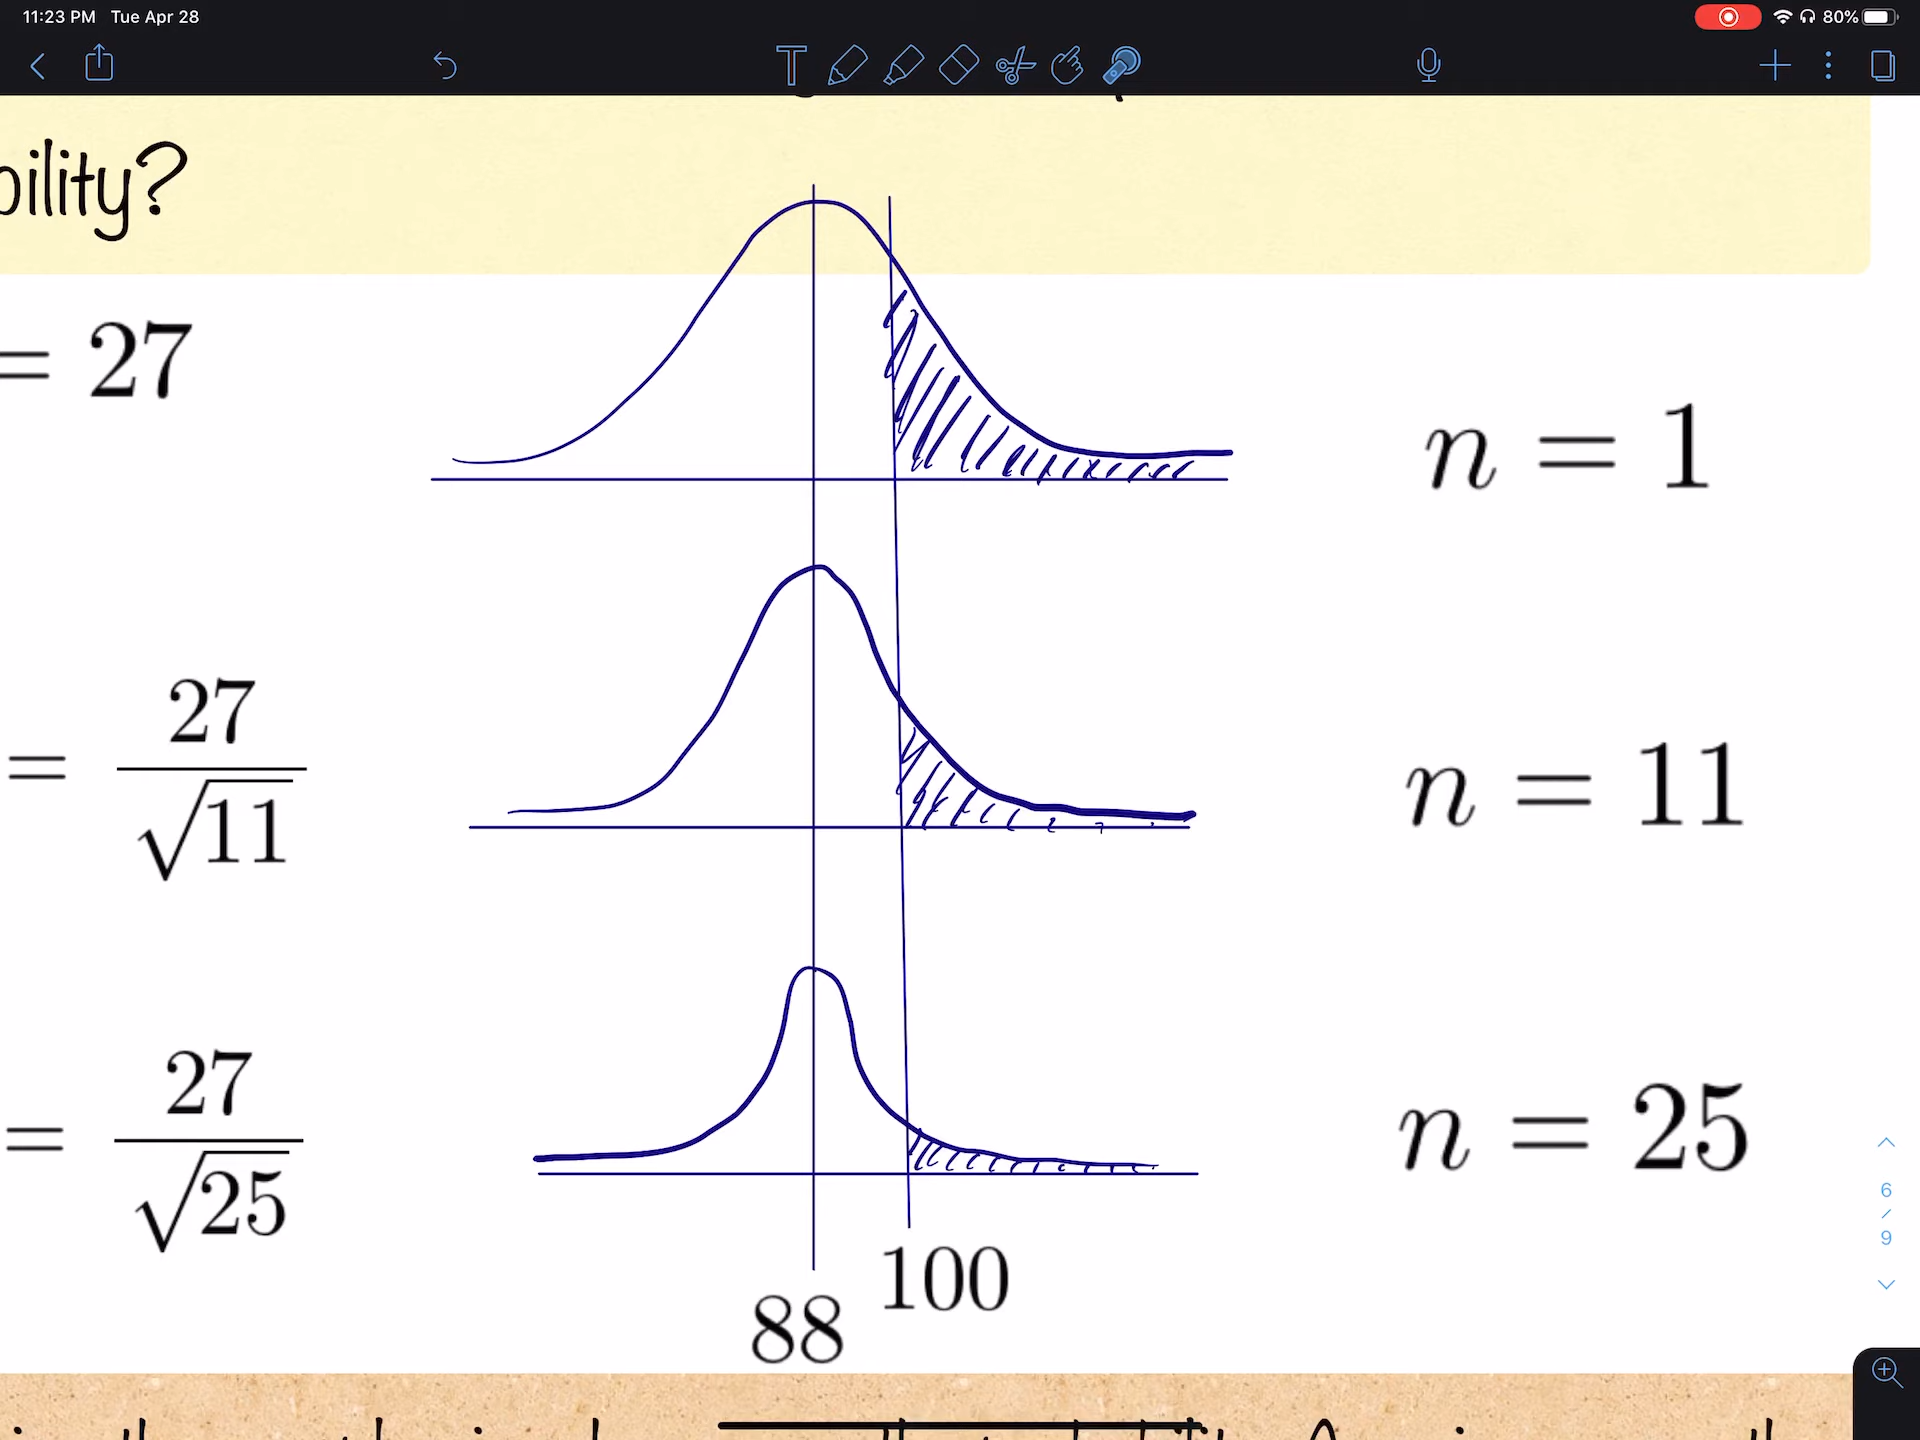 11:23 PM Tue Apr 28 80%
bility?
= 27
n = 1
= 27/√11
n = 11
= 27/√25
n = 25
6
/
9
100
88